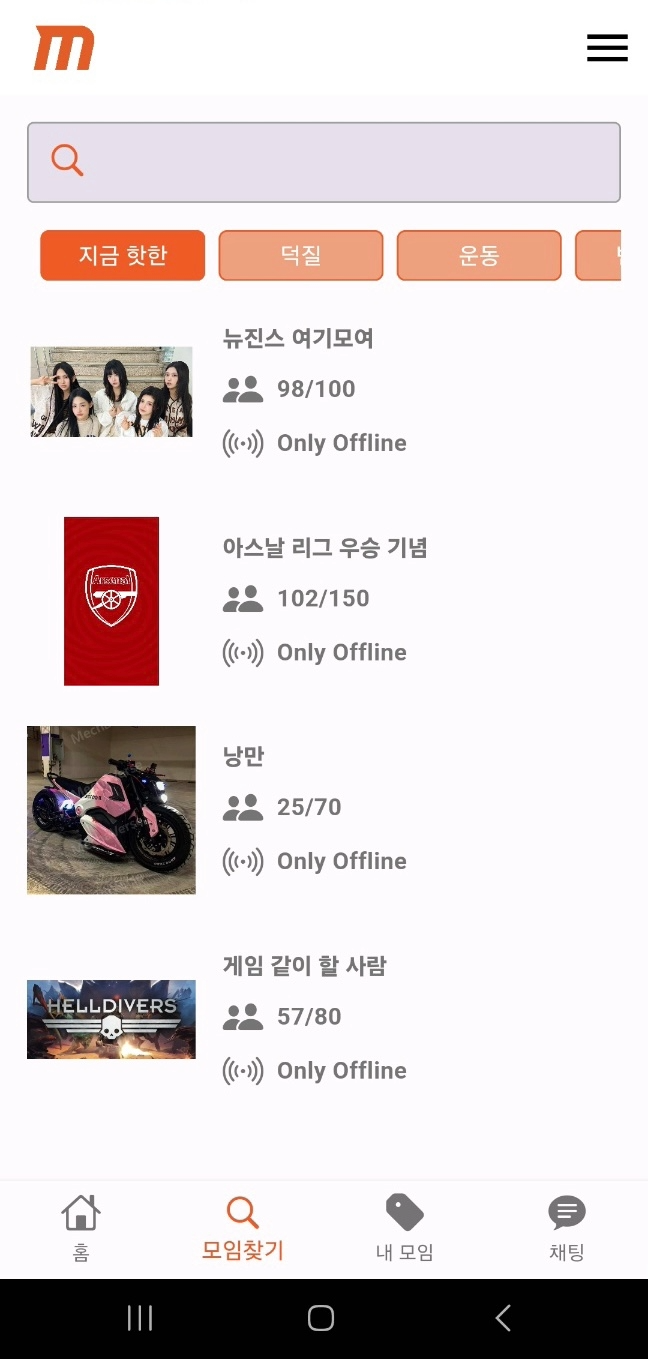 m
지금 핫한
덕질
운동
뉴진스 여기모여
98/100
Only Offline
Arsenal
아스날 리그 우승 기념
102/150
Only Offline
낭만
25/70
Only Offline
HELLDIVERS
게임 같이 할 사람
57/80
Only Offline
홈
모임찾기
내 모임
채팅